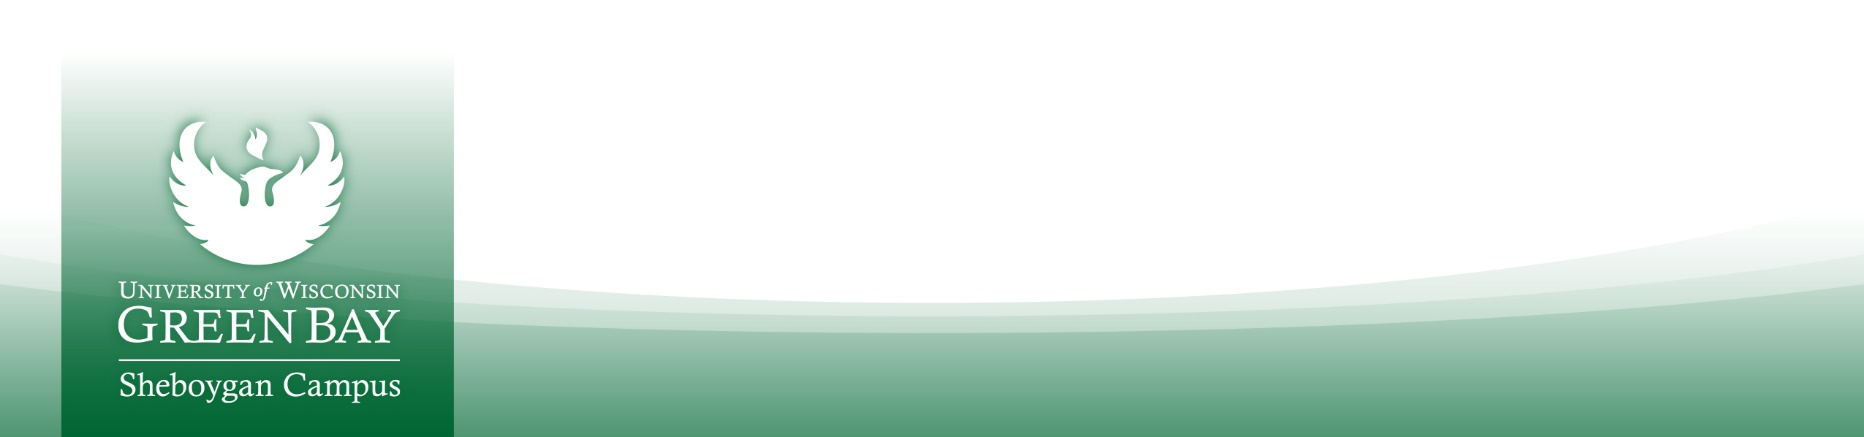 University of Wisconsin
Green Bay
Sheboygan Campus